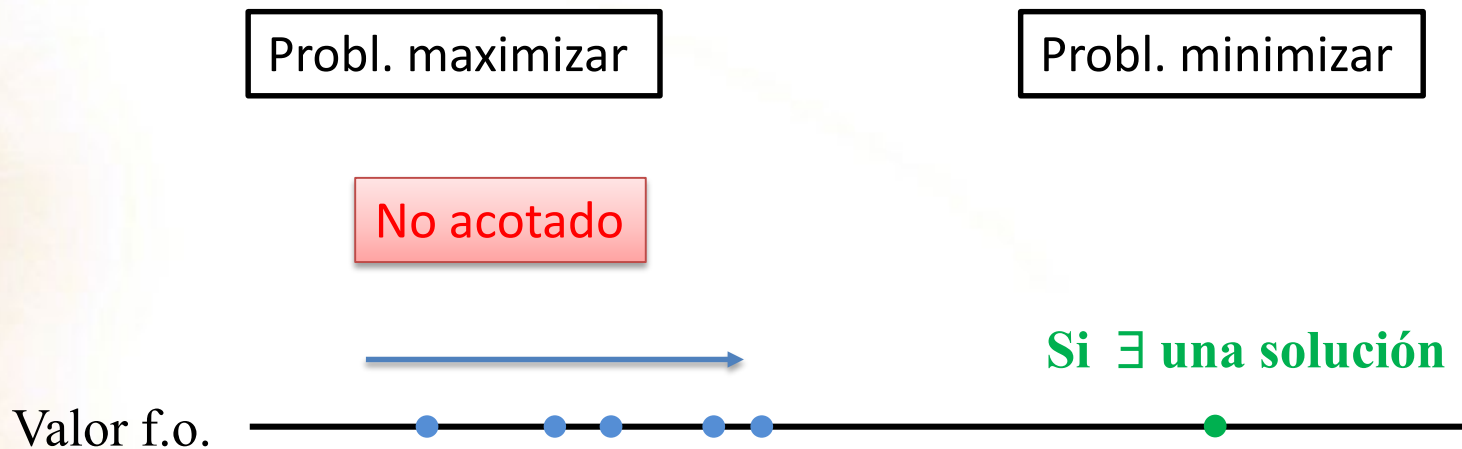 Probl. maximizar
Probl. minimizar
No acotado
Si ∃ una solución
Valor f.o.